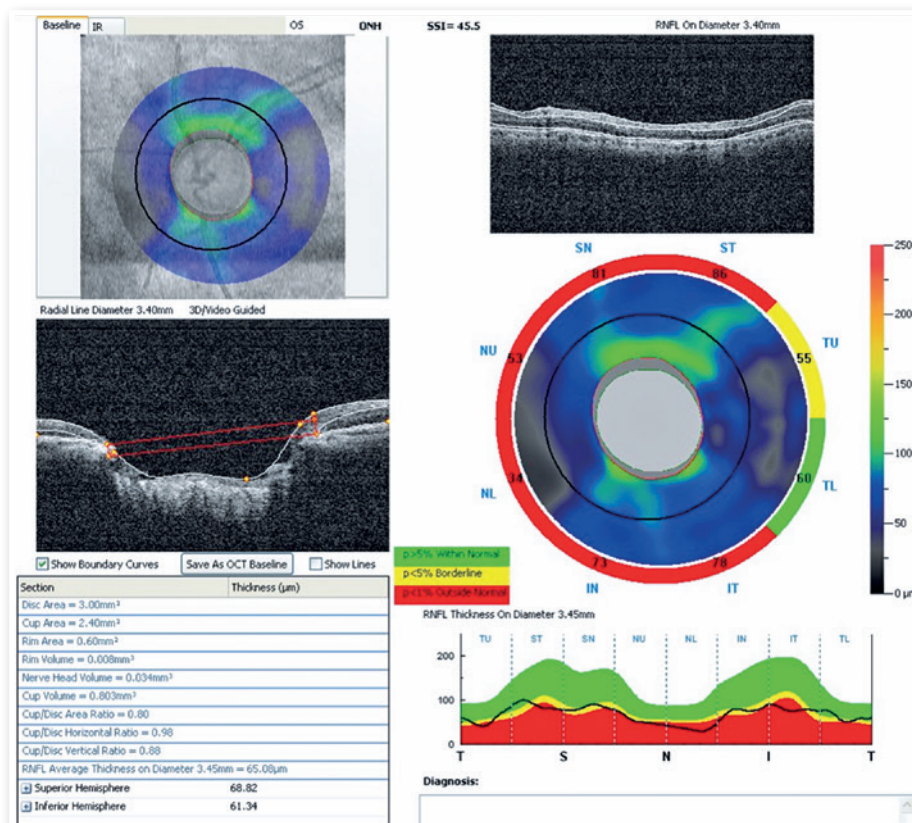 Baseline IR OS ONH SSI= 45.5 RNFL On Diameter 3.40mm
Radial Line Diameter 3.40mm 3D/Video Guided
SN ST
81 86
NU TU
53 55
34 60
NL TL
73 78
IN IT
250
200
150
100
50
0 µm
Show Boundary Curves Save As OCT Baseline Show Lines
p>5% Within Normal
p<5% Borderline
p<1% Outside Normal
Section Thickness (µm)
Disc Area = 3.00mm²
Cup Area = 2.40mm²
Rim Area = 0.60mm²
Rim Volume = 0.008mm³
Nerve Head Volume = 0.034mm³
Cup Volume = 0.803mm³
Cup/Disc Area Ratio = 0.80
Cup/Disc Horizontal Ratio = 0.98
Cup/Disc Vertical Ratio = 0.88
RNFL Average Thickness on Diameter 3.45mm = 65.08µm
Superior Hemisphere 68.82
Inferior Hemisphere 61.34
RNFL Thickness On Diameter 3.45mm
TU ST SN NU NL IN IT TL
200
100
0
T S N I T
Diagnosis: